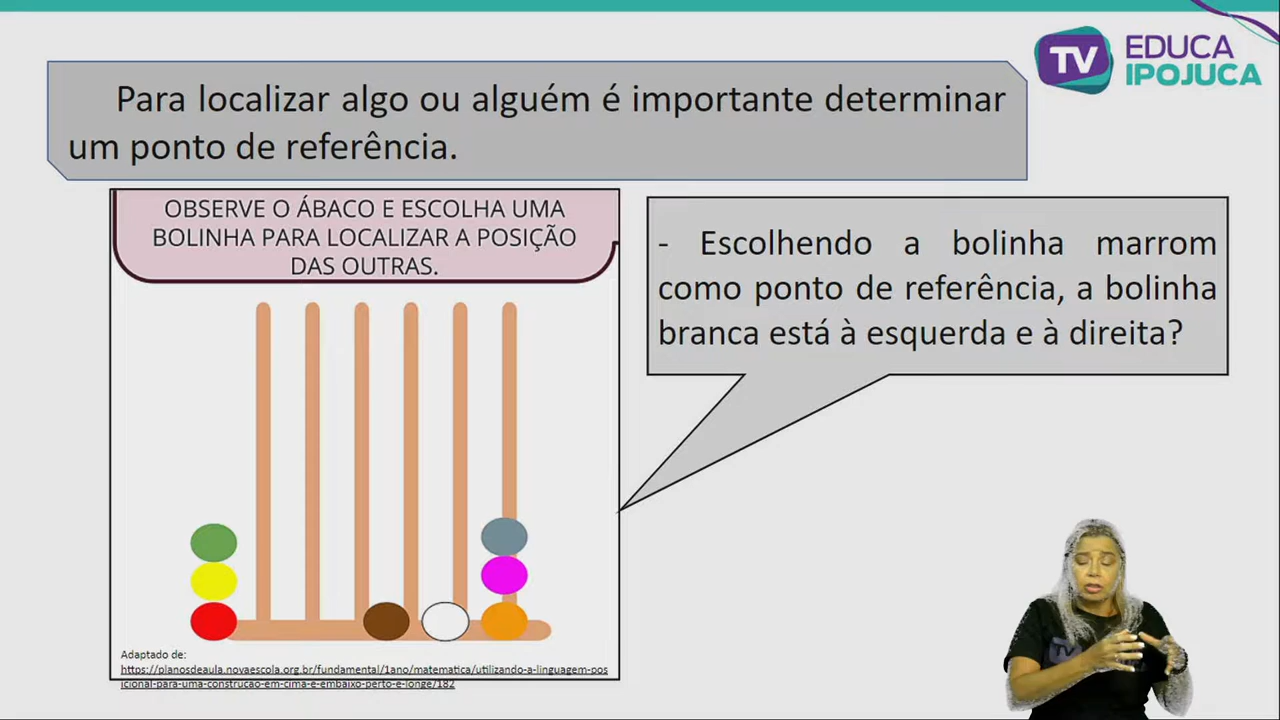 TV EDUCA
IPOJUCA
Para localizar algo ou alguém é importante determinar
um ponto de referência.
OBSERVE O ÁBACO E ESCOLHA UMA
BOLINHA PARA LOCALIZAR A POSIÇÃO
DAS OUTRAS.
- Escolhendo a bolinha marrom
como ponto de referência, a bolinha
branca está à esquerda e à direita?
Adaptado de:
https://planosdeaula.novaescola.org.br/fundamental/1ano/matematica/utilizando-a-linguagem-pos
icional-para-uma-construcao-em-cima-e-embaixo-perto-e-longe/182
TV